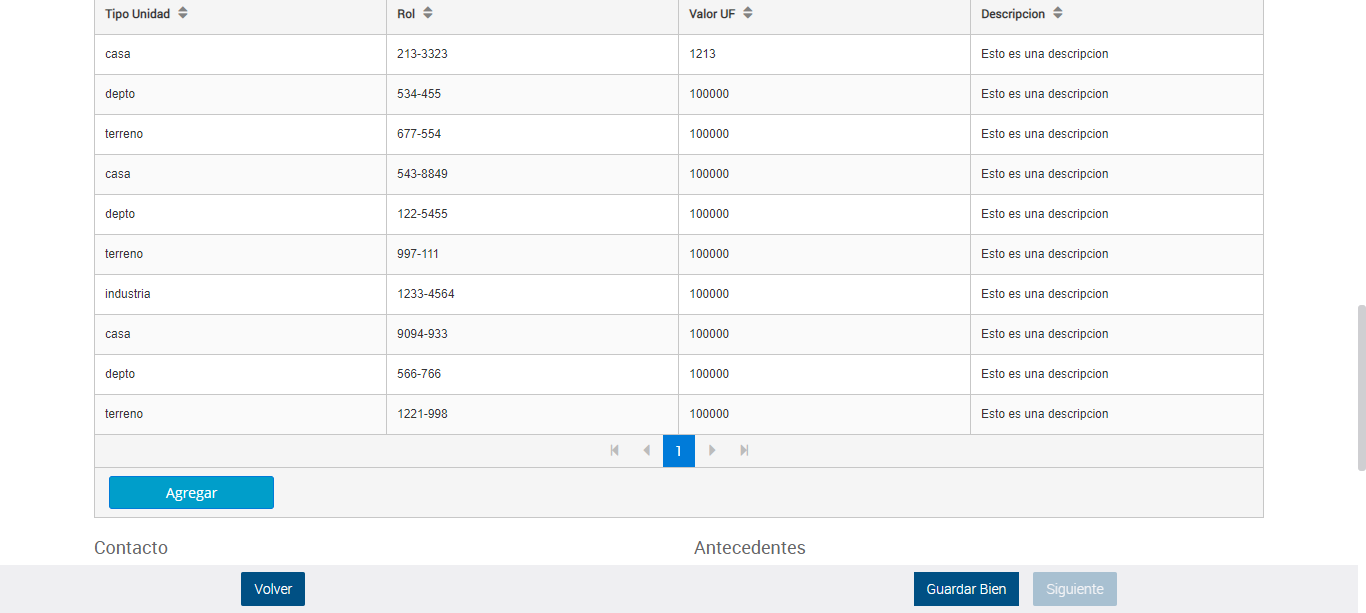 Tipo Unidad Rol Valor UF Descripcion
casa 213-3323 1213 Esto es una descripcion
depto 534-455 100000 Esto es una descripcion
terreno 677-554 100000 Esto es una descripcion
casa 543-8849 100000 Esto es una descripcion
depto 122-5455 100000 Esto es una descripcion
terreno 997-111 100000 Esto es una descripcion
industria 1233-4564 100000 Esto es una descripcion
casa 9094-933 100000 Esto es una descripcion
depto 566-766 100000 Esto es una descripcion
terreno 1221-998 100000 Esto es una descripcion
1
Agregar
Contacto Antecedentes
Volver Guardar Bien Siguiente